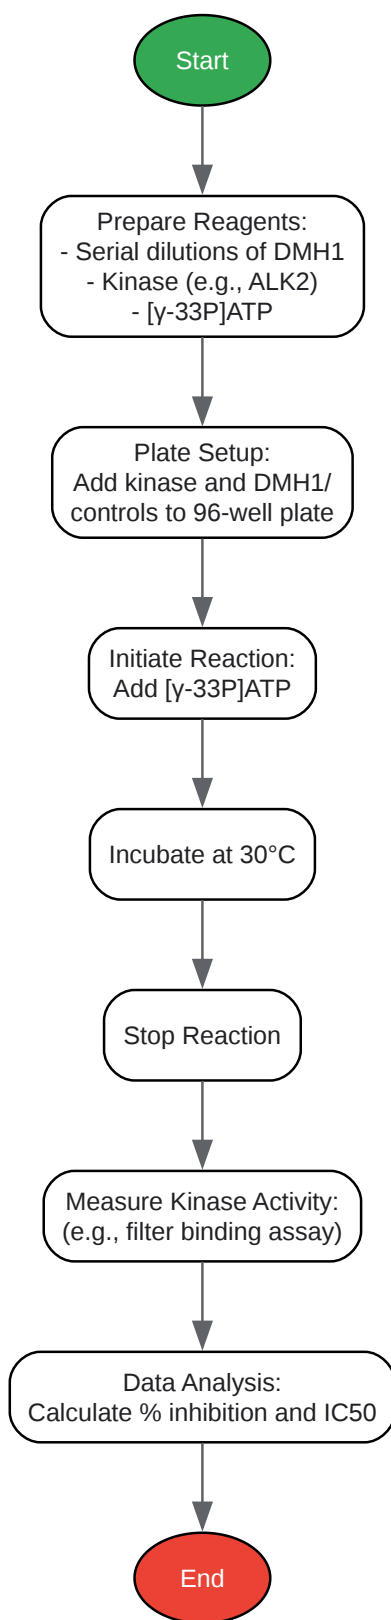 Start
Prepare Reagents:
- Serial dilutions of DMH1
- Kinase (e.g., ALK2)
- [γ-33P]ATP
Plate Setup:
Add kinase and DMH1/
controls to 96-well plate
Initiate Reaction:
Add [γ-33P]ATP
Incubate at 30°C
Stop Reaction
Measure Kinase Activity:
(e.g., filter binding assay)
Data Analysis:
Calculate % inhibition and IC50
End